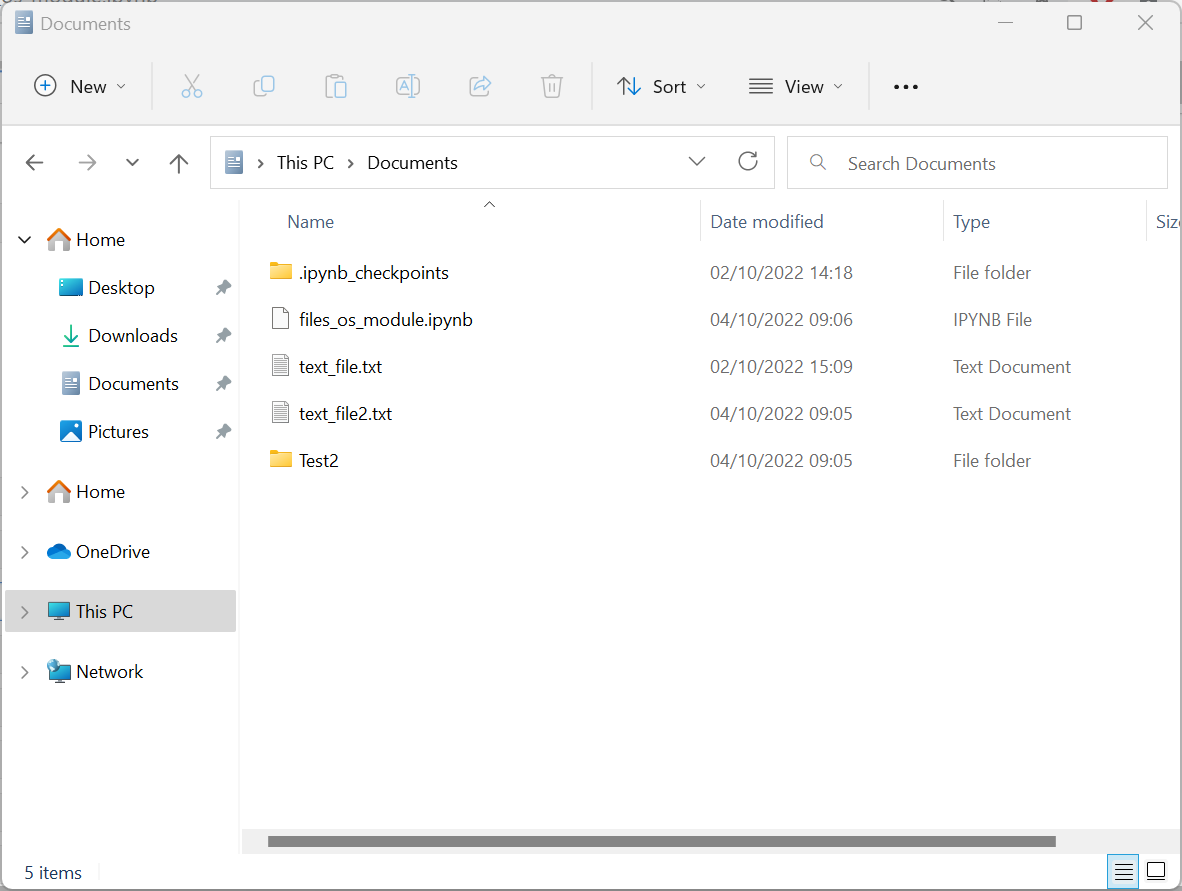 Documents
New Sort View
This PC Documents Search Documents
Name Date modified Type
Home
.ipynb_checkpoints 02/10/2022 14:18 File folder
Desktop
files_os_module.ipynb 04/10/2022 09:06 IPYNB File
Downloads
text_file.txt 02/10/2022 15:09 Text Document
Documents
text_file2.txt 04/10/2022 09:05 Text Document
Pictures
Test2 04/10/2022 09:05 File folder
Home
OneDrive
This PC
Network
5 items